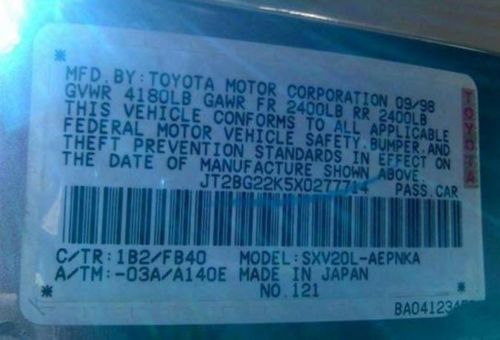 MFD.BY:TOYOTA MOTOR CORPORATION 09/98
GVWR 4180LB GAWR FR 2400LB RR 2400LB
THIS VEHICLE CONFORMS TO ALL APPLICABLE
FEDERAL MOTOR VEHICLE SAFETY,BUMPER,AND
THEFT PREVENTION STANDARDS IN EFFECT ON
THE DATE OF MANUFACTURE SHOWN ABOVE.
JT2BG22K5X0277714 PASS.CAR
C/TR:1B2/FB40 MODEL:SXV20L-AEPNKA
A/TM:-03A/A140E MADE IN JAPAN
NO.121
TOYOTA